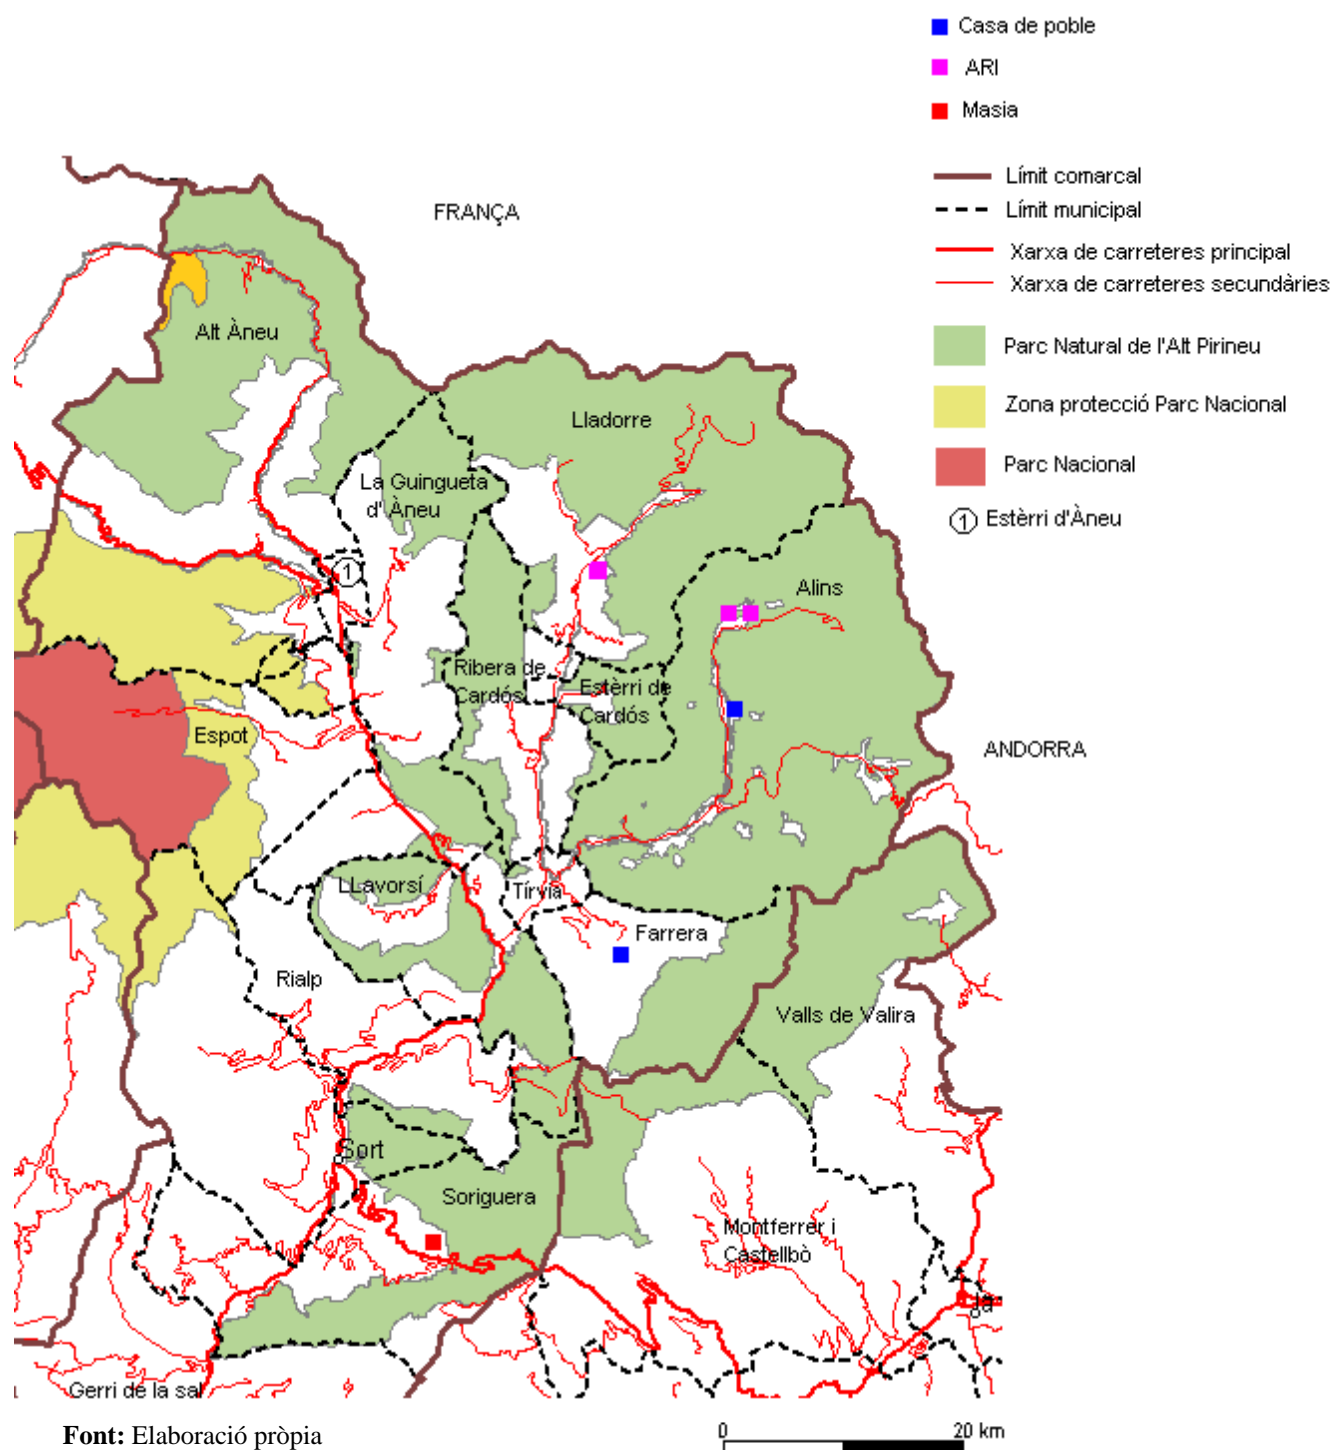 Casa de poble
ARI
Masia
Límit comarcal
Límit municipal
Xarxa de carreteres principal
Xarxa de carreteres secundàries
Parc Natural de l'Alt Pirineu
Zona protecció Parc Nacional
Parc Nacional
1 Estèrri d'Àneu
FRANÇA
Alt Àneu
Lladorre
La Guingueta
d' Àneu
1
Alins
Ribera de
Cardós
Estèrri de
Cardós
Espot
ANDORRA
LLavorsí
Tírvia
Farrera
Rialp
Valls de Valira
Sort
Soriguera
Montferrer i
Castellbò
Gerri de la sal
Font: Elaboració pròpia
0
20 km